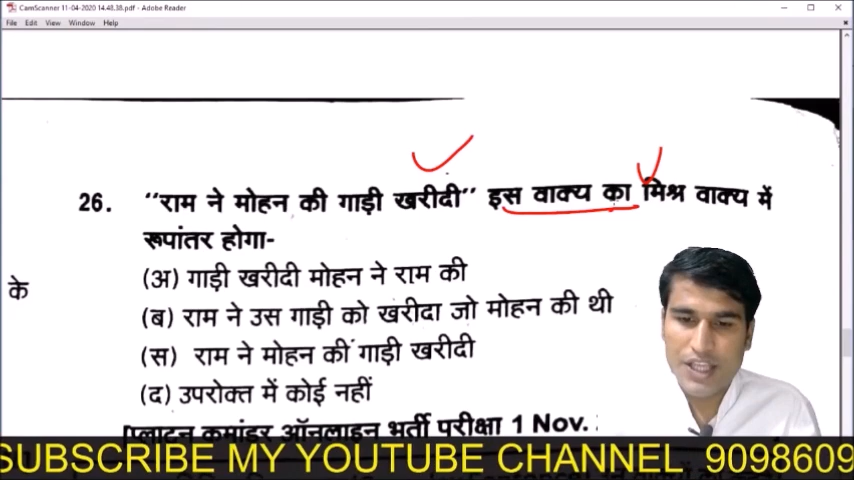 CamScanner 11-04-2020 14.48.38.pdf - Adobe Reader
File Edit View Window Help
26. "राम ने मोहन की गाड़ी खरीदी" इस वाक्य का मिश्र वाक्य में
रूपांतर होगा-
(अ) गाड़ी खरीदी मोहन ने राम की
के
(ब) राम ने उस गाड़ी को खरीदा जो मोहन की थी
(स) राम ने मोहन की गाड़ी खरीदी
(द) उपरोक्त में कोई नहीं
[प्लाटून कमांडर ऑनलाइन भर्ती परीक्षा 1 Nov.
SUBSCRIBE MY YOUTUBE CHANNEL 9098609